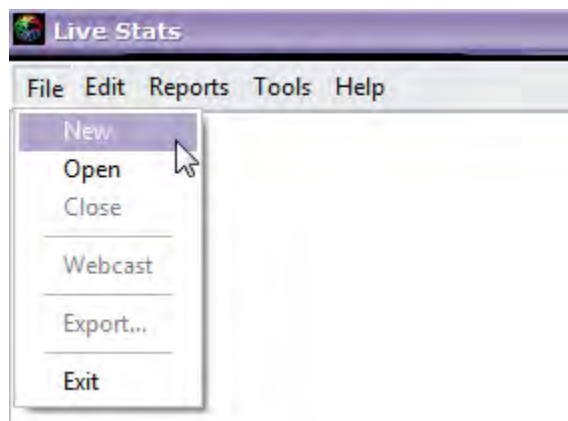 Live Stats
File Edit Reports Tools Help
New
Open
Close
Webcast
Export...
Exit